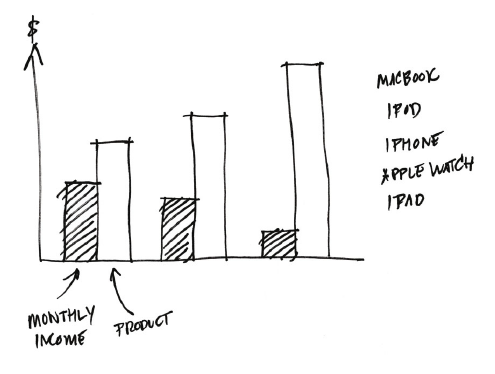 $
MACBOOK
IPOD
IPHONE
APPLE WATCH
IPAD
MONTHLY
INCOME
PRODUCT